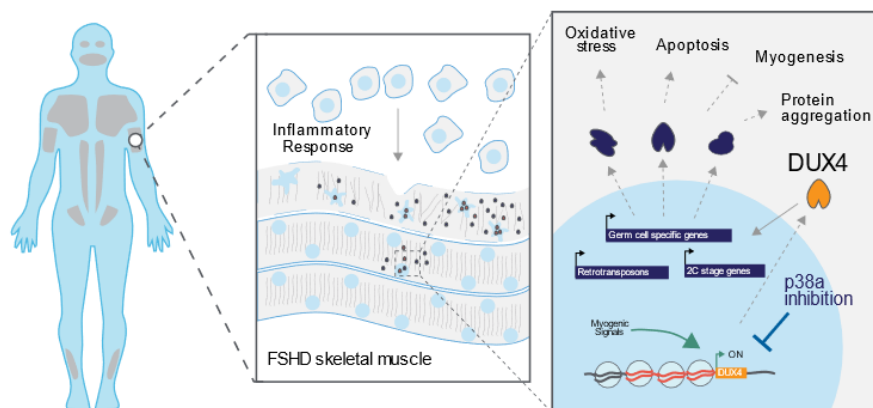 Inflammatory
Response
FSHD skeletal muscle
Oxidative
stress
Apoptosis
Myogenesis
Protein
aggregation
DUX4
Germ cell specific genes
Retrotransposons
2C stage genes
p38a
inhibition
Myogenic
Signals
ON
DUX4